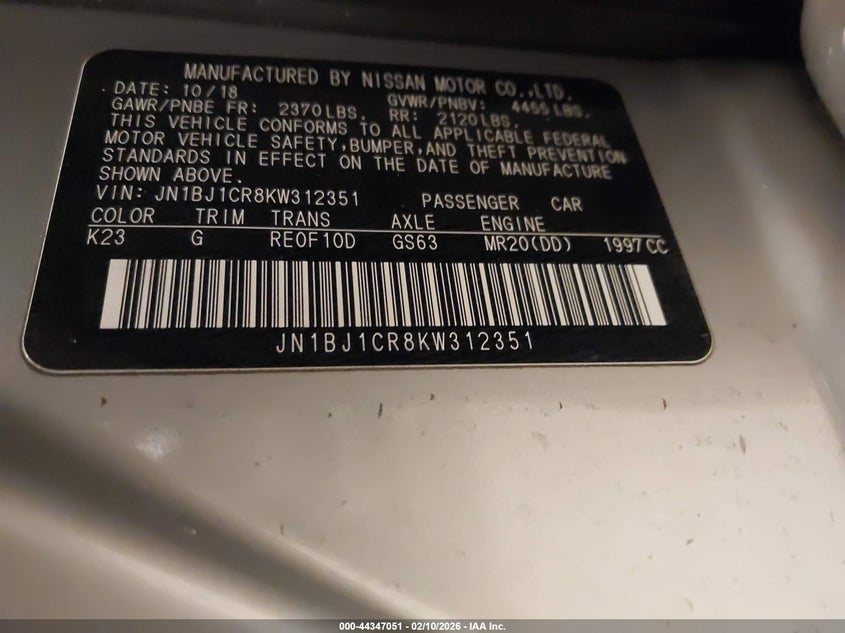 MANUFACTURED BY NISSAN MOTOR CO.,LTD.
DATE: 10/18 GVWR/PNBV: 4455 LBS.
GAWR/PNBE FR: 2370LBS. RR: 2120LBS.
THIS VEHICLE CONFORMS TO ALL APPLICABLE FEDERAL
MOTOR VEHICLE SAFETY,BUMPER,AND THEFT PREVENTION
STANDARDS IN EFFECT ON THE DATE OF MANUFACTURE
SHOWN ABOVE.
VIN: JN1BJ1CR8KW312351 PASSENGER CAR
COLOR TRIM TRANS AXLE ENGINE
K23 G RE0F10D GS63 MR20(DD) 1997CC
JN1BJ1CR8KW312351
000-44347051 — 02/10/2026 — IAA Inc.